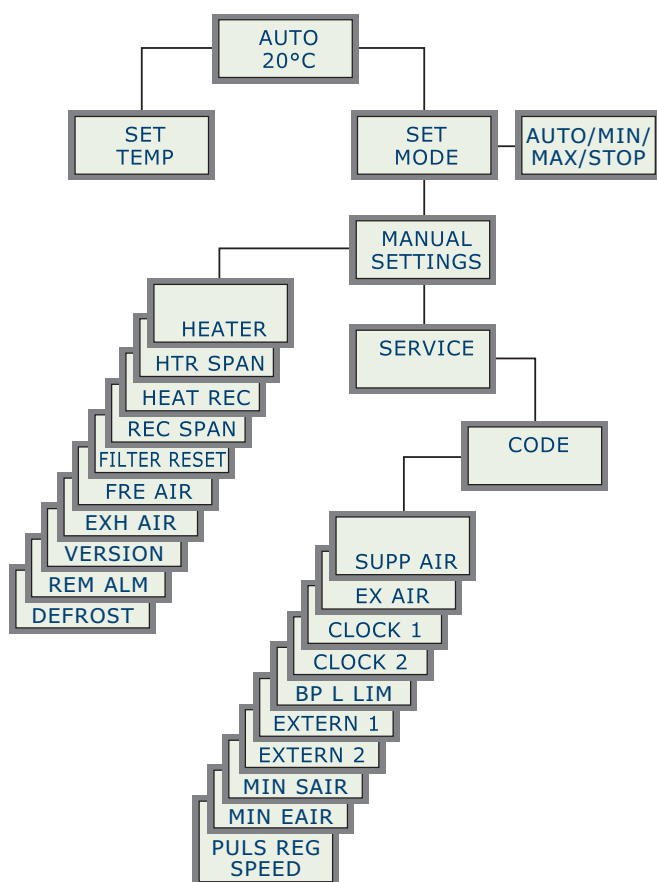 AUTO
20°C
SET
TEMP
SET
MODE
AUTO/MIN/
MAX/STOP
MANUAL
SETTINGS
HEATER
HTR SPAN
HEAT REC
REC SPAN
FILTER RESET
FRE AIR
EXH AIR
VERSION
REM ALM
DEFROST
SERVICE
CODE
SUPP AIR
EX AIR
CLOCK 1
CLOCK 2
BP L LIM
EXTERN 1
EXTERN 2
MIN SAIR
MIN EAIR
PULS REG
SPEED